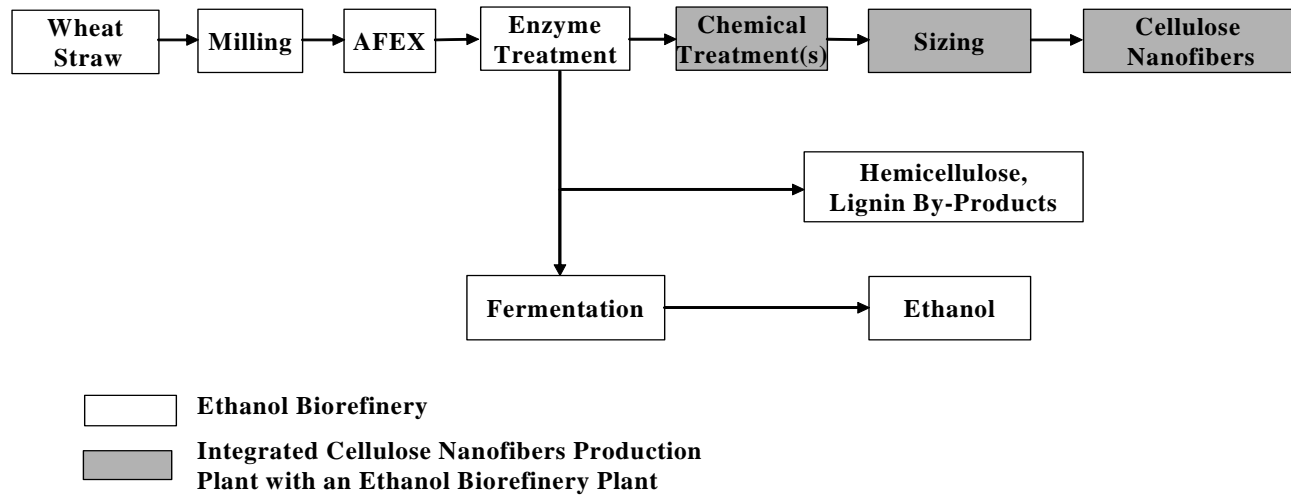 Wheat
Straw
Milling
AFEX
Enzyme
Treatment
Chemical
Treatment(s)
Sizing
Cellulose
Nanofibers
Hemicellulose,
Lignin By-Products
Fermentation
Ethanol
Ethanol Biorefinery
Integrated Cellulose Nanofibers Production
Plant with an Ethanol Biorefinery Plant